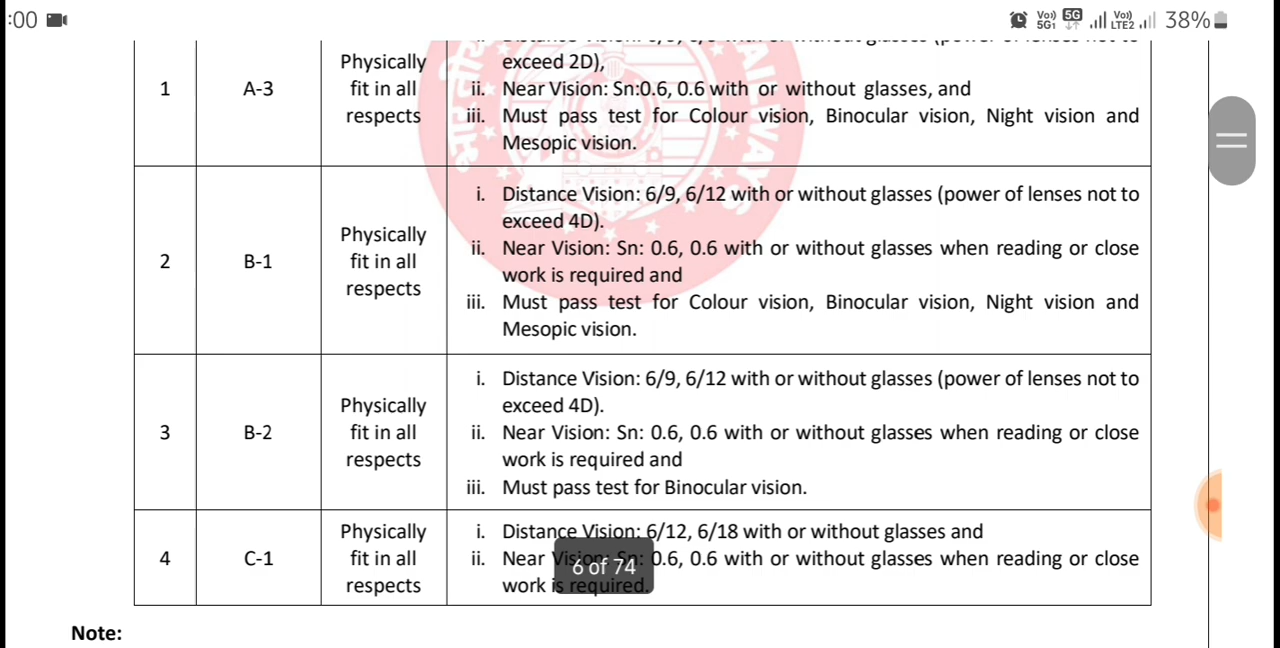 :00 Vo)) 5G1 5G Vo)) LTE2 38%
exceed 2D),
1 A-3 Physically fit in all respects
ii. Near Vision: Sn:0.6, 0.6 with or without glasses, and
iii. Must pass test for Colour vision, Binocular vision, Night vision and
Mesopic vision.
i. Distance Vision: 6/9, 6/12 with or without glasses (power of lenses not to
exceed 4D).
2 B-1 Physically fit in all respects
ii. Near Vision: Sn: 0.6, 0.6 with or without glasses when reading or close
work is required and
iii. Must pass test for Colour vision, Binocular vision, Night vision and
Mesopic vision.
i. Distance Vision: 6/9, 6/12 with or without glasses (power of lenses not to
exceed 4D).
3 B-2 Physically fit in all respects
ii. Near Vision: Sn: 0.6, 0.6 with or without glasses when reading or close
work is required and
iii. Must pass test for Binocular vision.
4 C-1 Physically fit in all respects
i. Distance Vision: 6/12, 6/18 with or without glasses and
ii. Near Vision: Sn: 0.6, 0.6 with or without glasses when reading or close
work is required.
6 of 74
Note: